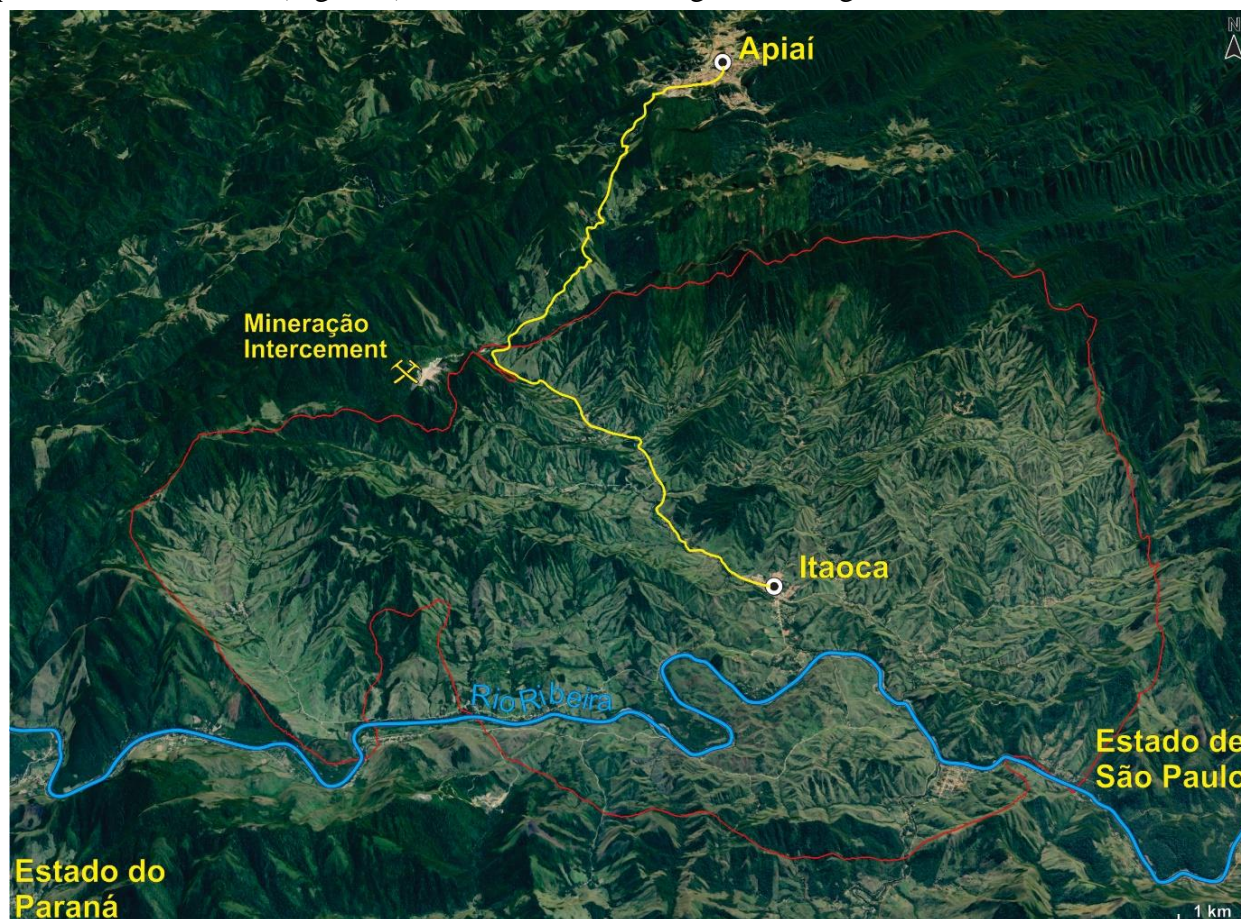 N
Apiaí
Mineração
Intercement
Itaoca
Rio Ribeira
Estado de
São Paulo
Estado do
Paraná
1 km